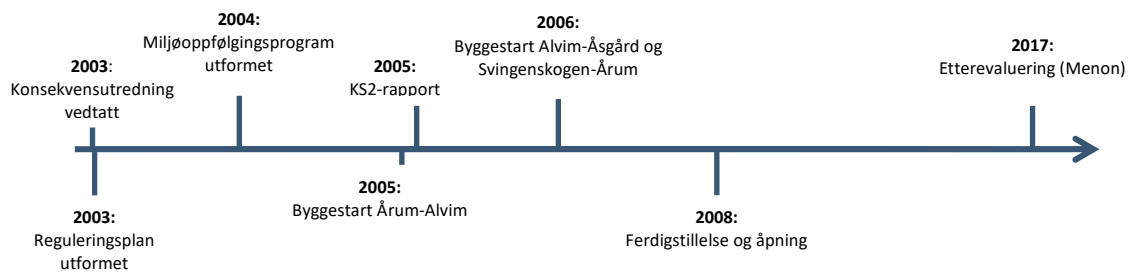 2003:
Konsekvensutredning
vedtatt
2004:
Miljøoppfølgingsprogram
utformet
2005:
KS2-rapport
2006:
Byggestart Alvim-Åsgård og
Svingenskogen-Årum
2017:
Etterevaluering (Menon)
2003:
Reguleringsplan
utformet
2005:
Byggestart Årum-Alvim
2008:
Ferdigstillelse og åpning